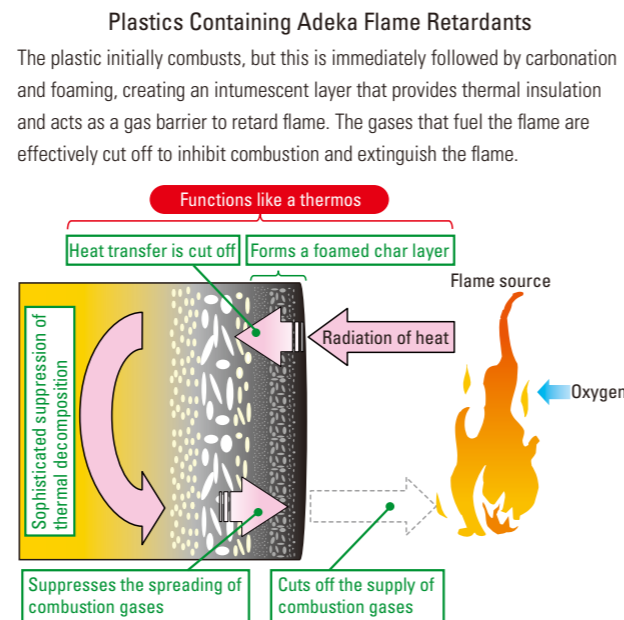 Plastics Containing Adeka Flame Retardants
The plastic initially combusts, but this is immediately followed by carbonation
and foaming, creating an intumescent layer that provides thermal insulation
and acts as a gas barrier to retard flame. The gases that fuel the flame are
effectively cut off to inhibit combustion and extinguish the flame.
Functions like a thermos
Heat transfer is cut off
Forms a foamed char layer
Flame source
Radiation of heat
Oxygen
Sophisticated suppression of
thermal decomposition
Suppresses the spreading of
combustion gases
Cuts off the supply of
combustion gases